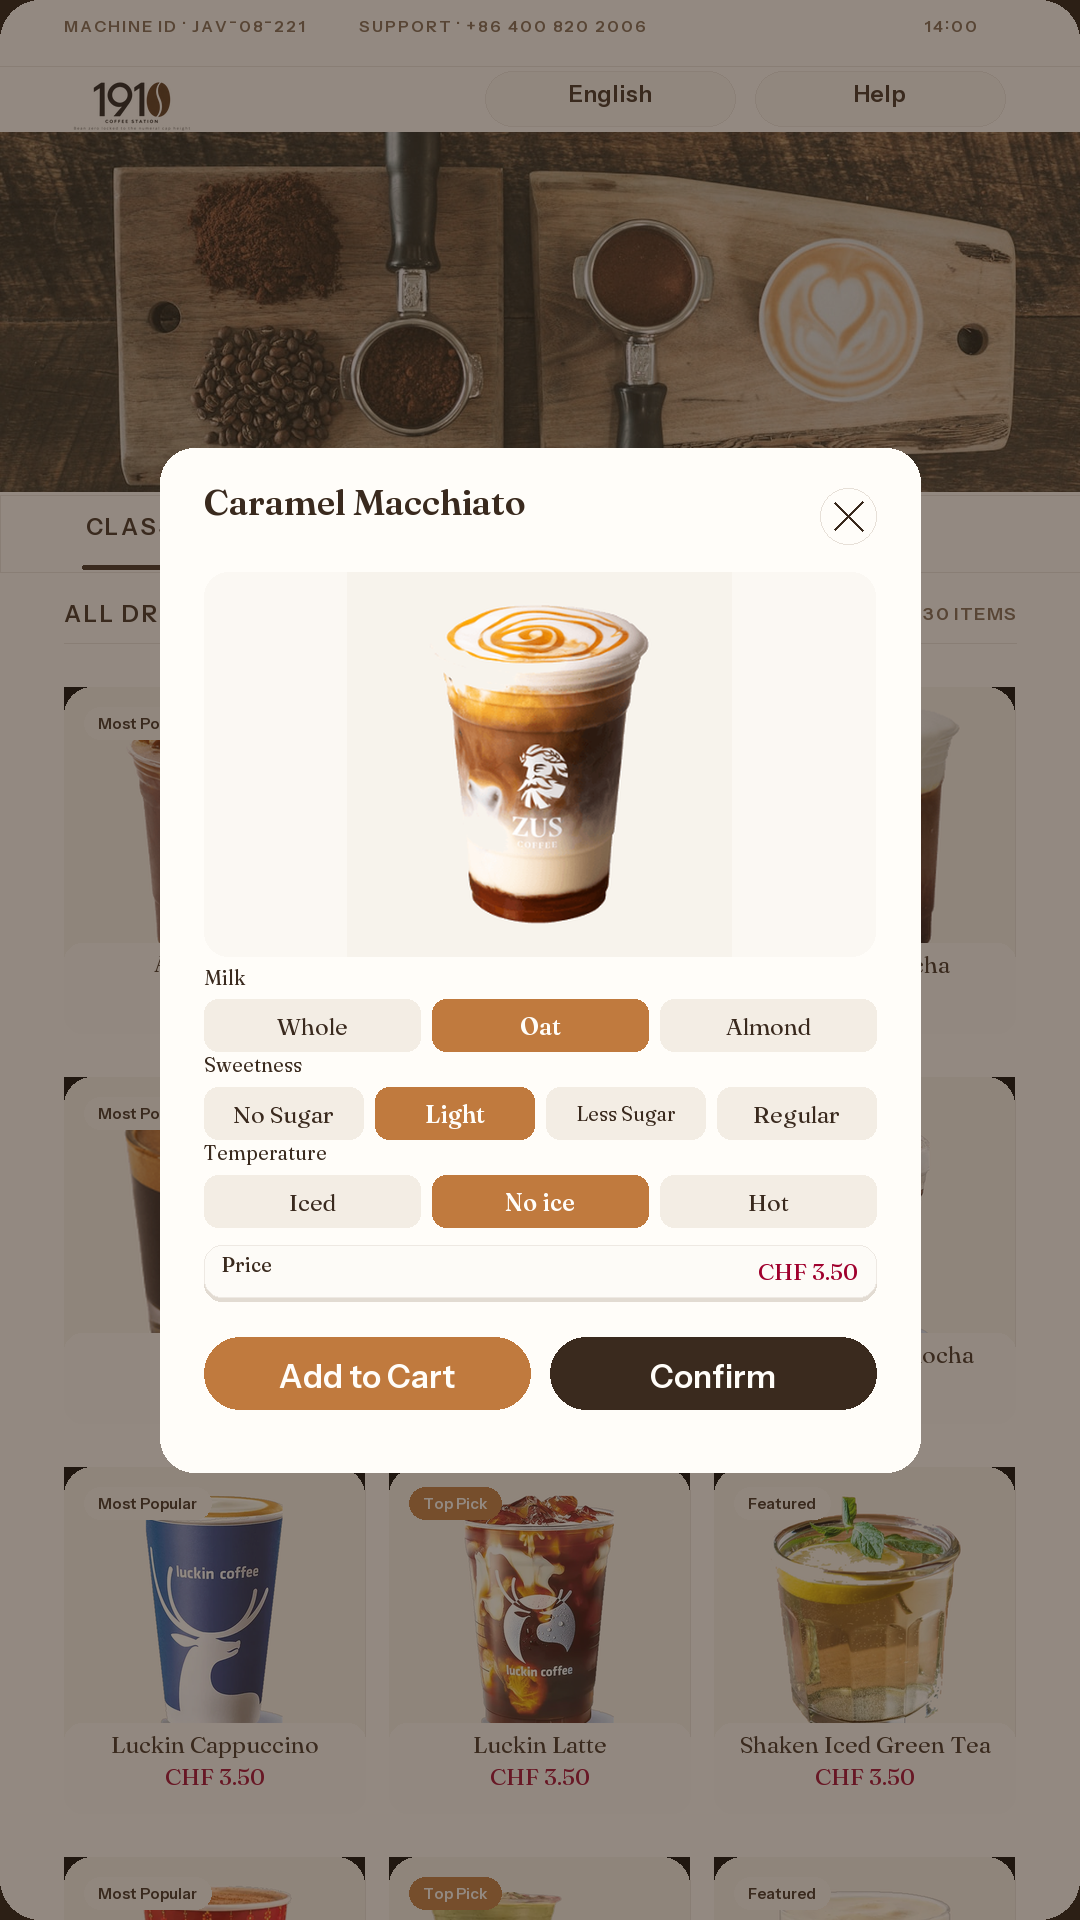 MACHINE ID · JAV-08-221 SUPPORT · +86 400 820 2006 14:00
1910
COFFEE STATION
English Help
CLAS
ALL DR 30 ITEMS
Caramel Macchiato
ZUS
COFFEE
Most Po
cha
Milk
Whole Oat Almond
Sweetness
No Sugar Light Less Sugar Regular
Most Po
Temperature
Iced No ice Hot
Price CHF 3.50
ocha
Add to Cart Confirm
Most Popular Top Pick Featured
luckin coffee
luckin coffee
Luckin Cappuccino Luckin Latte Shaken Iced Green Tea
CHF 3.50 CHF 3.50 CHF 3.50
Most Popular Top Pick Featured